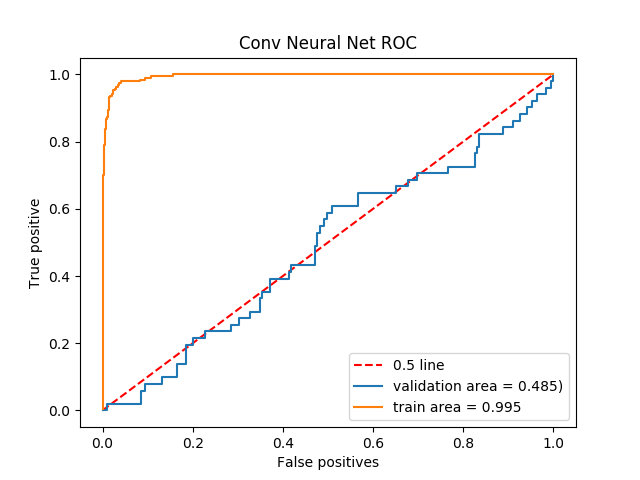 Conv Neural Net ROC
True positive
1.0
0.8
0.6
0.4
0.2
0.0
0.5 line
validation area = 0.485)
train area = 0.995
0.0 0.2 0.4 0.6 0.8 1.0
False positives